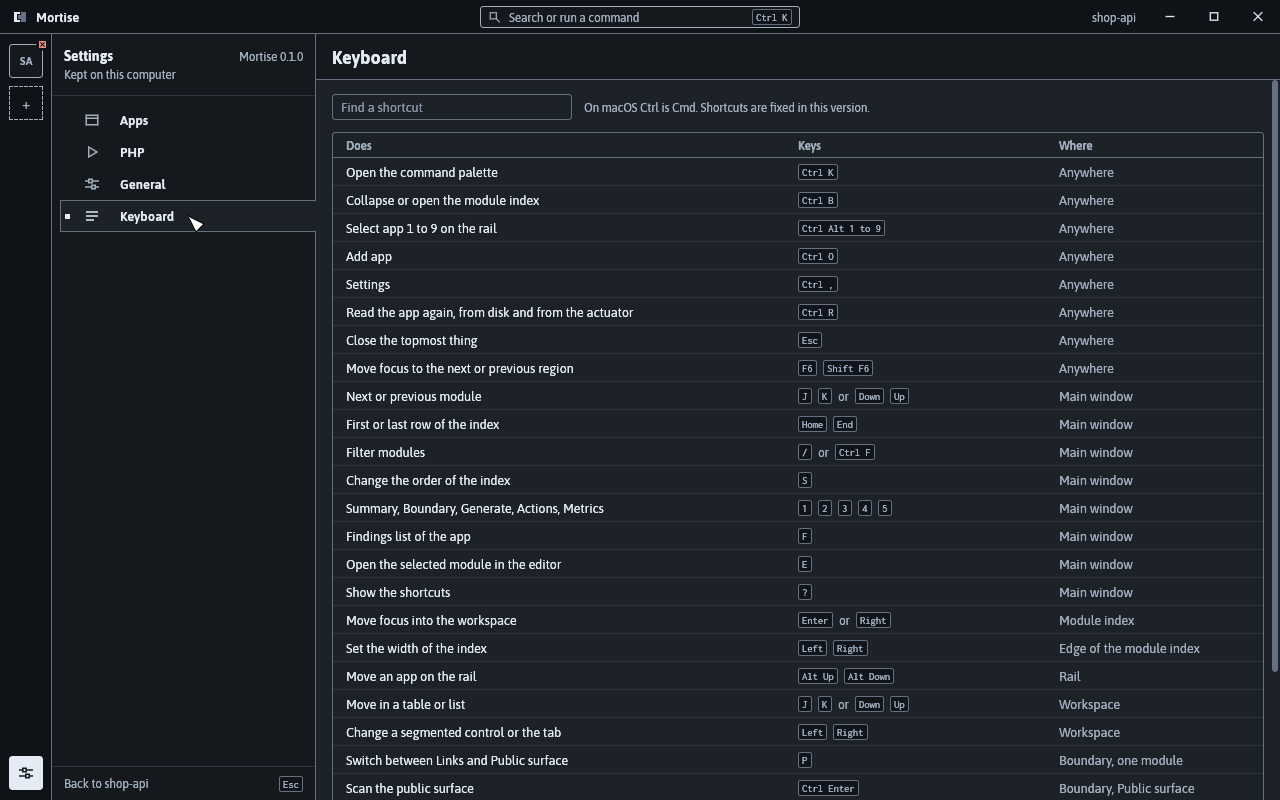 Mortise
Search or run a command Ctrl K
shop-api
SA
+
Settings Mortise 0.1.0
Kept on this computer
Apps
PHP
General
Keyboard
Back to shop-api Esc
Keyboard
Find a shortcut On macOS Ctrl is Cmd. Shortcuts are fixed in this version.
Does Keys Where
Open the command palette Ctrl K Anywhere
Collapse or open the module index Ctrl B Anywhere
Select app 1 to 9 on the rail Ctrl Alt 1 to 9 Anywhere
Add app Ctrl O Anywhere
Settings Ctrl , Anywhere
Read the app again, from disk and from the actuator Ctrl R Anywhere
Close the topmost thing Esc Anywhere
Move focus to the next or previous region F6 Shift F6 Anywhere
Next or previous module J K or Down Up Main window
First or last row of the index Home End Main window
Filter modules / or Ctrl F Main window
Change the order of the index S Main window
Summary, Boundary, Generate, Actions, Metrics 1 2 3 4 5 Main window
Findings list of the app F Main window
Open the selected module in the editor E Main window
Show the shortcuts ? Main window
Move focus into the workspace Enter or Right Module index
Set the width of the index Left Right Edge of the module index
Move an app on the rail Alt Up Alt Down Rail
Move in a table or list J K or Down Up Workspace
Change a segmented control or the tab Left Right Workspace
Switch between Links and Public surface P Boundary, one module
Scan the public surface Ctrl Enter Boundary, Public surface